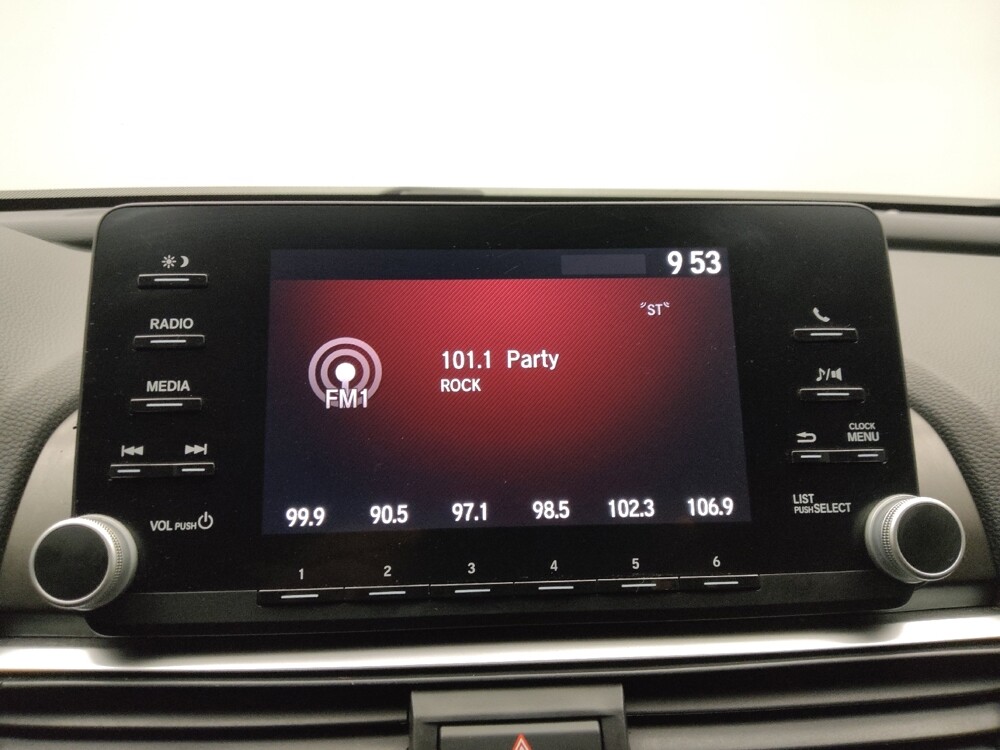 9 53
RADIO
"ST"
101.1 Party
ROCK
FM1
MEDIA
CLOCK
MENU
LIST
PUSH SELECT
VOL PUSH
99.9 90.5 97.1 98.5 102.3 106.9
1 2 3 4 5 6